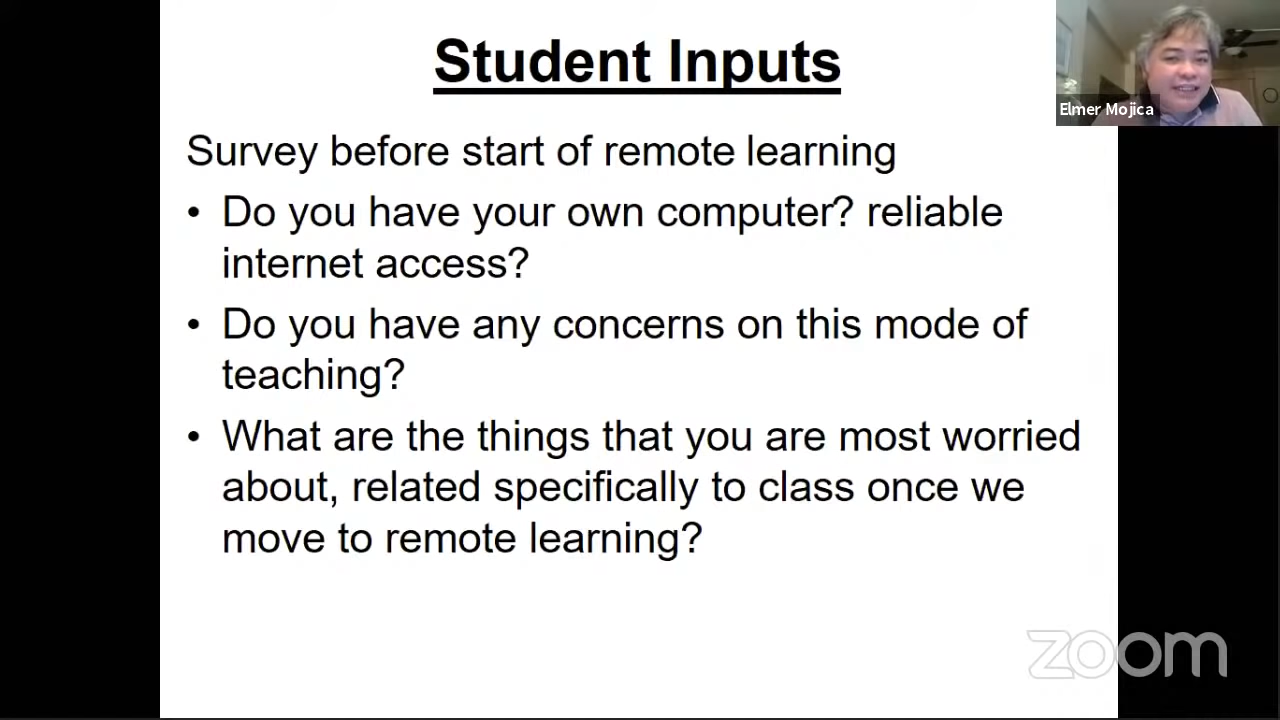 Student Inputs
Elmer Mojica
Survey before start of remote learning
• Do you have your own computer? reliable
internet access?
• Do you have any concerns on this mode of
teaching?
• What are the things that you are most worried
about, related specifically to class once we
move to remote learning?
zoom